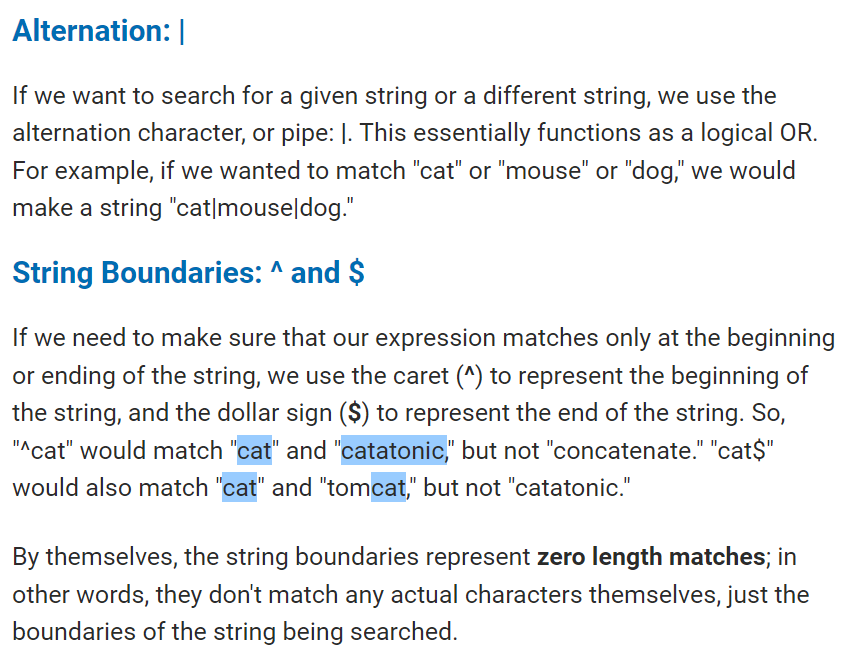 Alternation: |
If we want to search for a given string or a different string, we use the
alternation character, or pipe: |. This essentially functions as a logical OR.
For example, if we wanted to match "cat" or "mouse" or "dog," we would
make a string "cat|mouse|dog."
String Boundaries: ^ and $
If we need to make sure that our expression matches only at the beginning
or ending of the string, we use the caret (^) to represent the beginning of
the string, and the dollar sign ($) to represent the end of the string. So,
"^cat" would match "cat" and "catatonic," but not "concatenate." "cat$"
would also match "cat" and "tomcat," but not "catatonic."
By themselves, the string boundaries represent zero length matches; in
other words, they don't match any actual characters themselves, just the
boundaries of the string being searched.